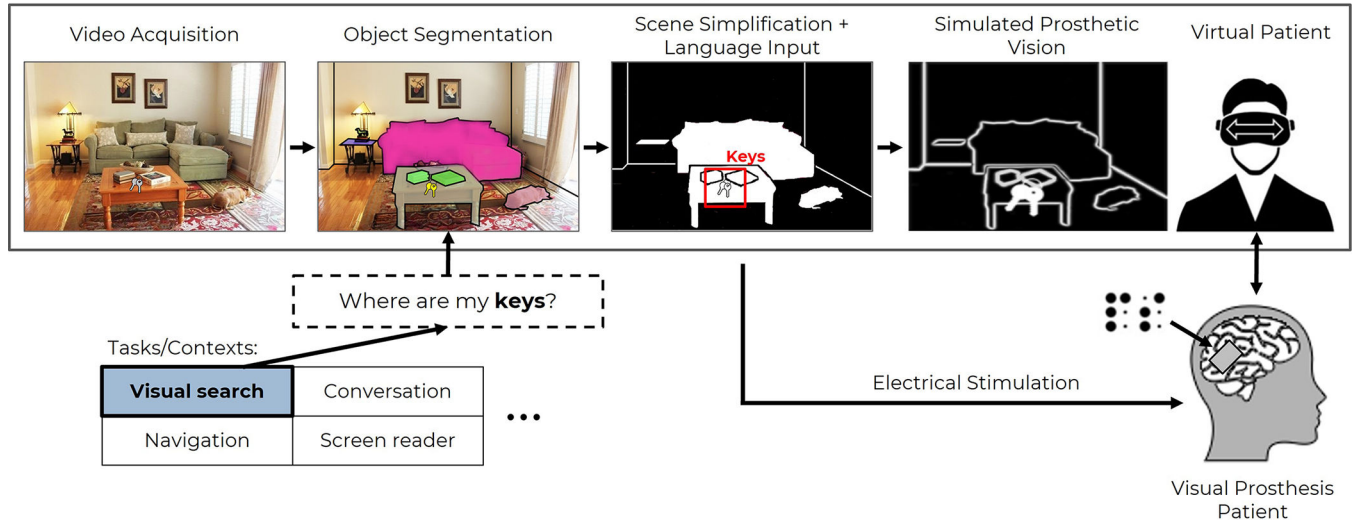 Video Acquisition
Object Segmentation
Scene Simplification +
Language Input
Simulated Prosthetic
Vision
Virtual Patient
Keys
Where are my keys?
Tasks/Contexts:
Visual search
Conversation
Navigation
Screen reader
...
Electrical Stimulation
Visual Prosthesis
Patient